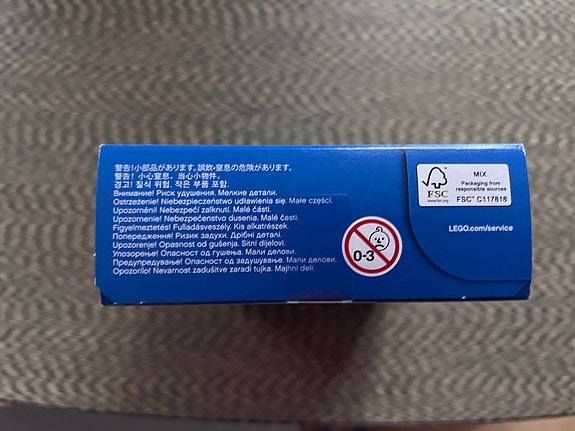 警告!小部品があります。誤飲・窒息の危険があります。
警告! 小心窒息。当心小物件。
경고! 질식 위험. 작은 부품 포함.
Внимание! Риск удушения. Мелкие детали.
Ostrzeżenie! Niebezpieczeństwo udławienia się. Małe części.
Upozornění! Nebezpečí zalknutí. Malé části.
Upozornenie! Nebezpečenstvo dusenia. Malé časti.
Figyelmeztetés! Fulladásveszély. Kis alkatrészek.
Попередження! Ризик задухи. Дрібні деталі.
Upozorenje! Opasnost od gušenja. Sitni dijelovi.
Упозорење! Опасност од гушења. Мали делови.
Предупредување! Опасност од задушување. Мали делови.
Opozorilo! Nevarnost zadušitve zaradi tujka. Majhni deli.
0-3
FSC
www.fsc.org
MIX
Packaging from
responsible sources
FSC™ C117818
LEGO.com/service